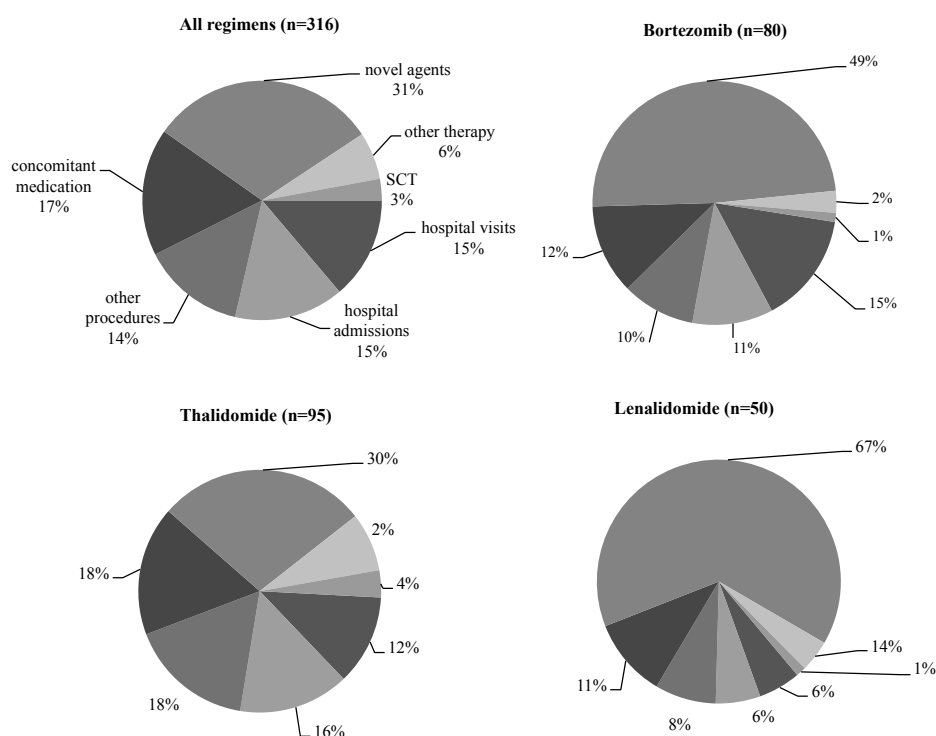 All regimens (n=316)
novel agents
31%
other therapy
6%
SCT
3%
hospital visits
15%
hospital
admissions
15%
other
procedures
14%
concomitant
medication
17%
Bortezomib (n=80)
49%
2%
1%
15%
11%
10%
12%
Thalidomide (n=95)
30%
2%
4%
12%
16%
18%
18%
Lenalidomide (n=50)
67%
14%
1%
6%
6%
8%
11%